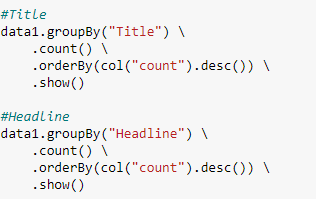 #Title
data1.groupBy("Title") \
    .count() \
    .orderBy(col("count").desc()) \
    .show()

#Headline
data1.groupBy("Headline") \
    .count() \
    .orderBy(col("count").desc()) \
    .show()